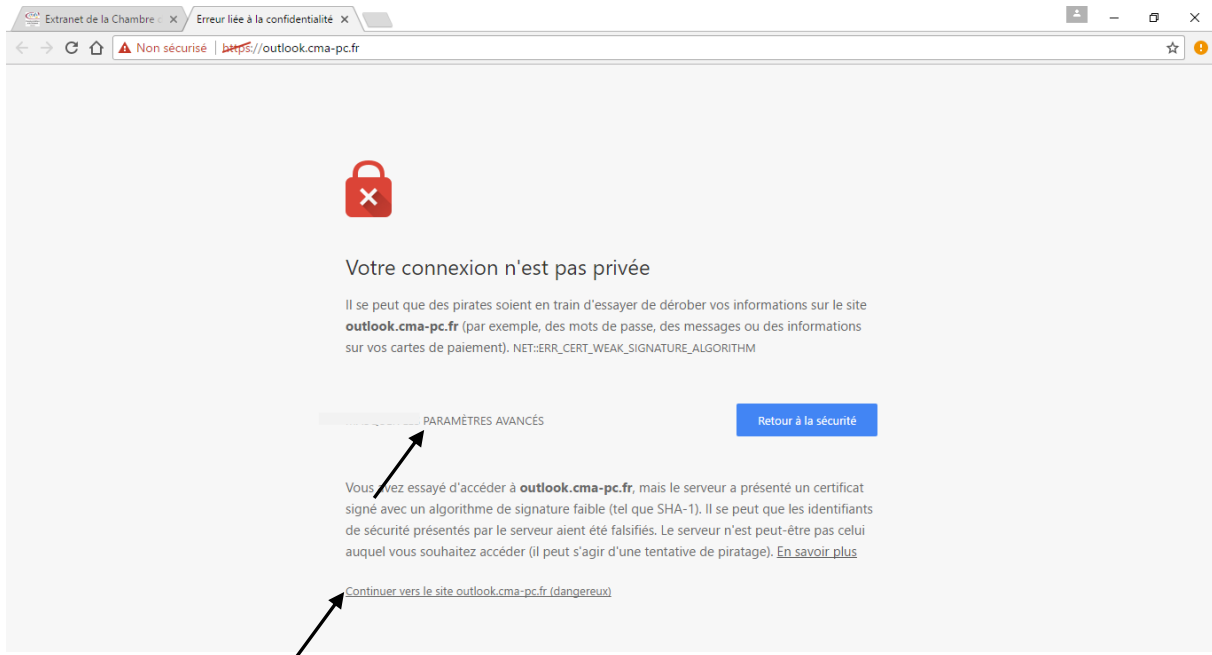 Extranet de la Chambre
Erreur liée à la confidentialité
Non sécurisé
https://outlook.cma-pc.fr
Votre connexion n'est pas privée
Il se peut que des pirates soient en train d'essayer de dérober vos informations sur le site
outlook.cma-pc.fr (par exemple, des mots de passe, des messages ou des informations
sur vos cartes de paiement). NET::ERR_CERT_WEAK_SIGNATURE_ALGORITHM
PARAMÈTRES AVANCÉS
Retour à la sécurité
Vous avez essayé d'accéder à outlook.cma-pc.fr, mais le serveur a présenté un certificat
signé avec un algorithme de signature faible (tel que SHA-1). Il se peut que les identifiants
de sécurité présentés par le serveur aient été falsifiés. Le serveur n'est peut-être pas celui
auquel vous souhaitez accéder (il peut s'agir d'une tentative de piratage). En savoir plus
Continuer vers le site outlook.cma-pc.fr (dangereux)